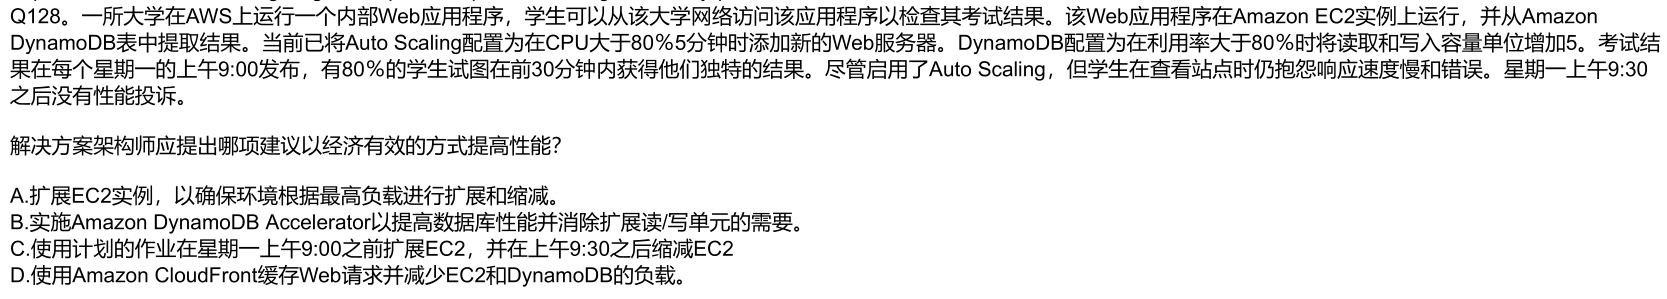 Q128。一所大学在AWS上运行一个内部Web应用程序，学生可以从该大学网络访问该应用程序以检查其考试结果。该Web应用程序在Amazon EC2实例上运行，并从Amazon
DynamoDB表中提取结果。当前已将Auto Scaling配置为在CPU大于80％5分钟时添加新的Web服务器。DynamoDB配置为在利用率大于80％时将读取和写入容量单位增加5。考试结
果在每个星期一的上午9:00发布，有80％的学生试图在前30分钟内获得他们独特的结果。尽管启用了Auto Scaling，但学生在查看站点时仍抱怨响应速度慢和错误。星期一上午9:30
之后没有性能投诉。
解决方案架构师应提出哪项建议以经济有效的方式提高性能？
A.扩展EC2实例，以确保环境根据最高负载进行扩展和缩减。
B.实施Amazon DynamoDB Accelerator以提高数据库性能并消除扩展读/写单元的需要。
C.使用计划的作业在星期一上午9:00之前扩展EC2，并在上午9:30之后缩减EC2
D.使用Amazon CloudFront缓存Web请求并减少EC2和DynamoDB的负载。